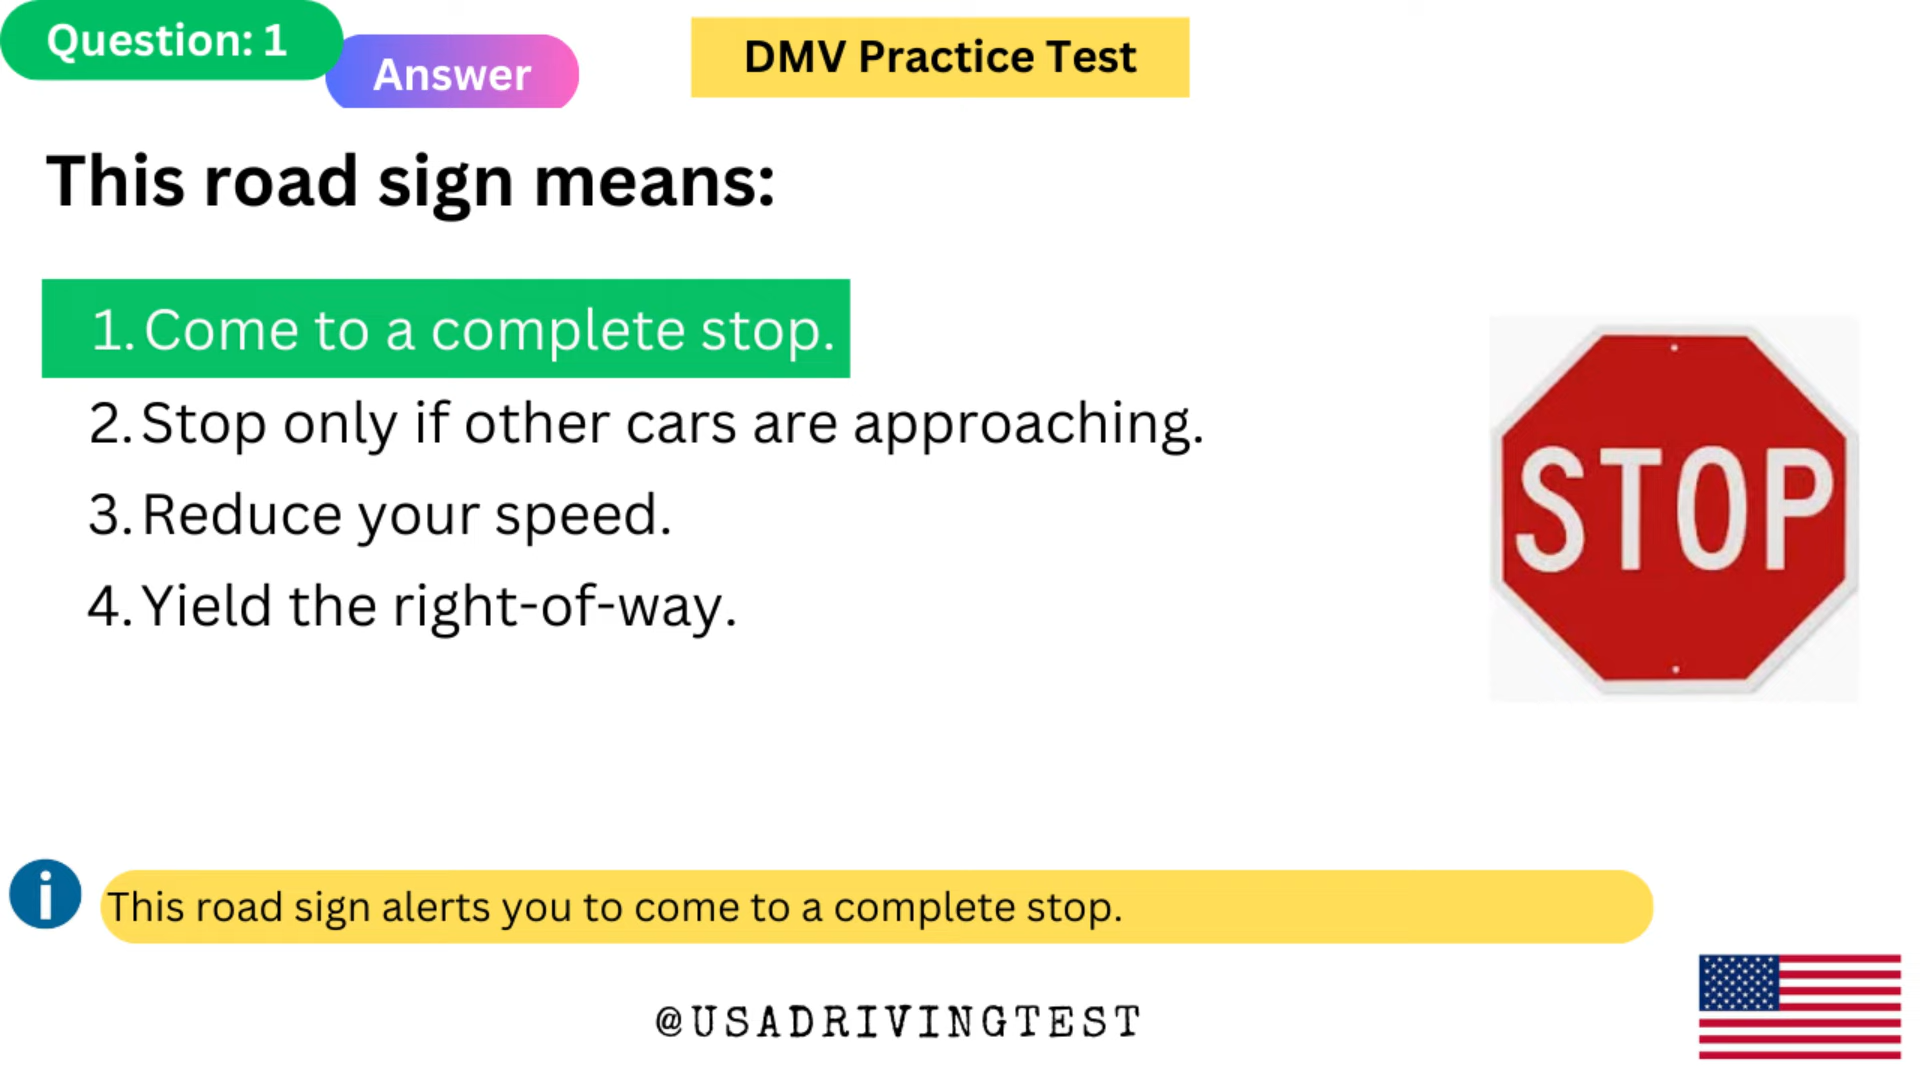 Question: 1
Answer
DMV Practice Test
This road sign means:
1. Come to a complete stop.
2. Stop only if other cars are approaching.
3. Reduce your speed.
4. Yield the right-of-way.
STOP
i
This road sign alerts you to come to a complete stop.
@USADRIVINGTEST